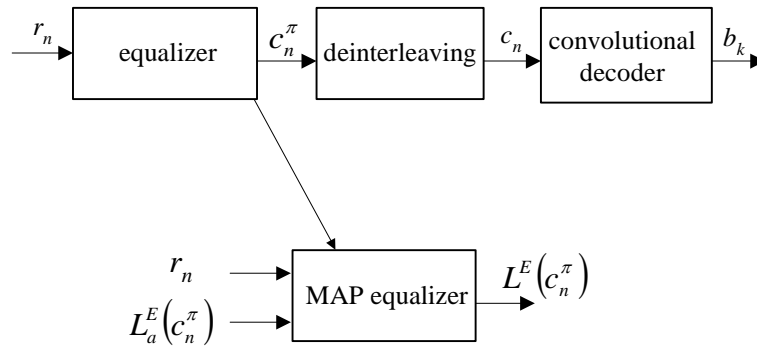 r_n
equalizer
c_n^π
deinterleaving
c_n
convolutional
decoder
b_k
r_n
L_a^E(c_n^π)
MAP equalizer
L^E(c_n^π)